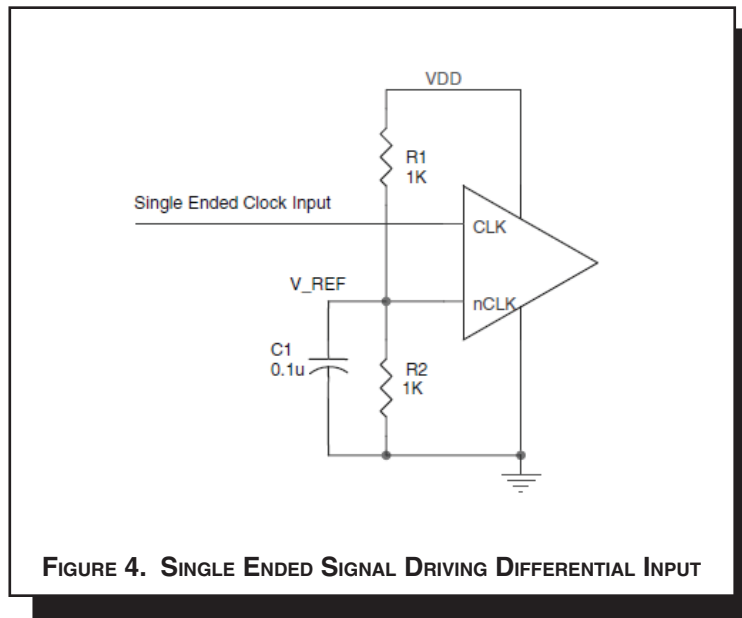 VDD
R1
1K
Single Ended Clock Input
CLK
V_REF
nCLK
C1
0.1u
R2
1K
FIGURE 4. SINGLE ENDED SIGNAL DRIVING DIFFERENTIAL INPUT